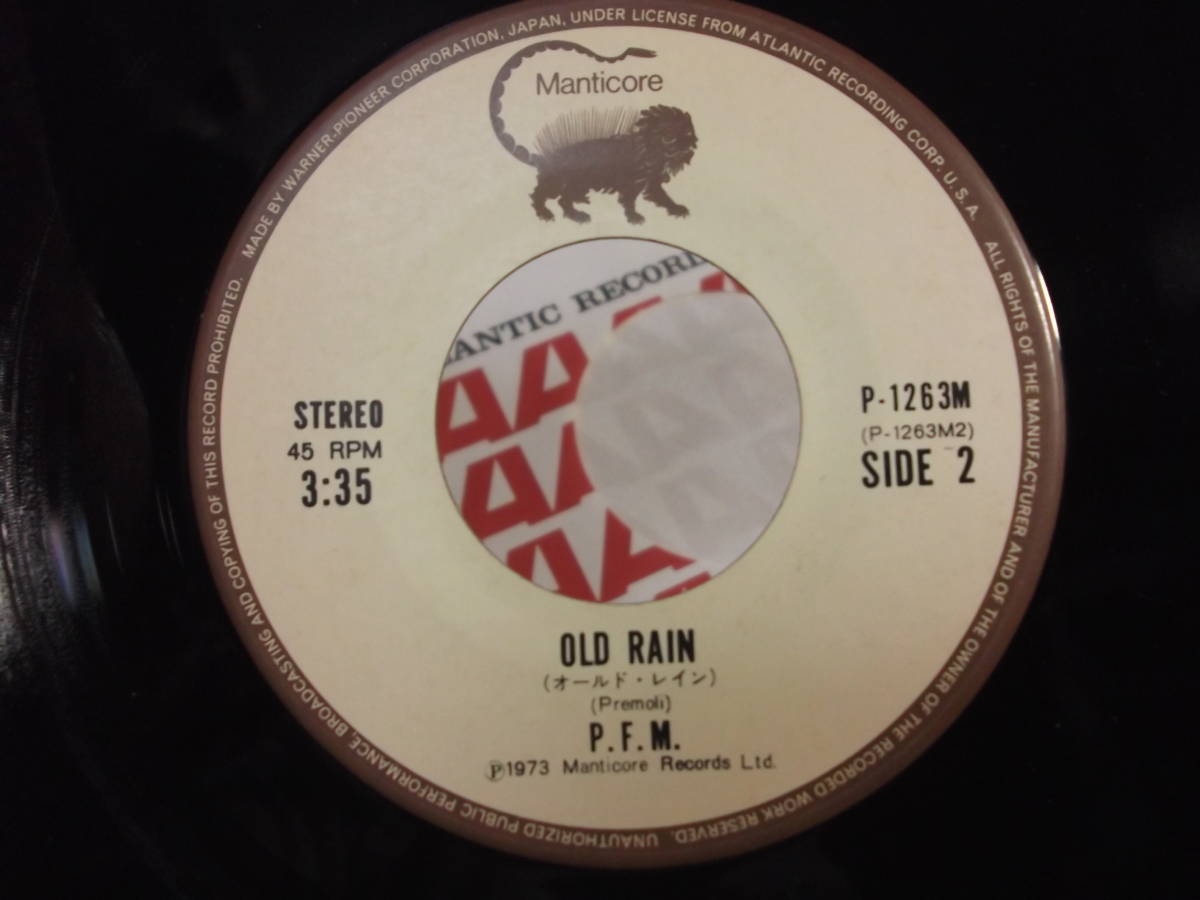 MADE BY WARNER-PIONEER CORPORATION, JAPAN, UNDER LICENSE FROM ATLANTIC RECORDING CORP. U.S.A.
ALL RIGHTS OF THE MANUFACTURER AND OF THE OWNER OF THE RECORDED WORK RESERVED.
UNAUTHORIZED PUBLIC PERFORMANCE, BROADCASTING AND COPYING OF THIS RECORD PROHIBITED.
Manticore
ANTIC RECORD
STEREO
45 RPM
3:35
P-1263M
(P-1263M2)
SIDE 2
OLD RAIN
(オールド・レイン)
(Premoli)
P.F.M.
Ⓟ1973 Manticore Records Ltd.